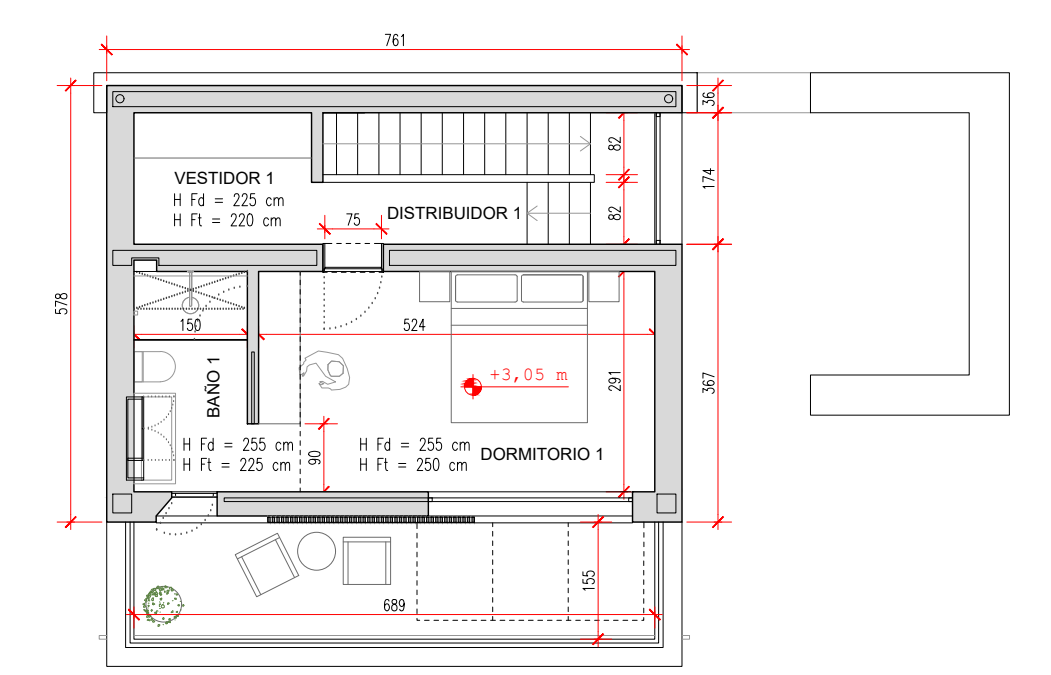 761
36
VESTIDOR 1
H Fd = 225 cm
H Ft = 220 cm
82
174
75
DISTRIBUIDOR 1
82
578
150
524
BAÑO 1
+3,05 m
291
367
H Fd = 255 cm
H Ft = 225 cm
90
H Fd = 255 cm
H Ft = 250 cm
DORMITORIO 1
155
689